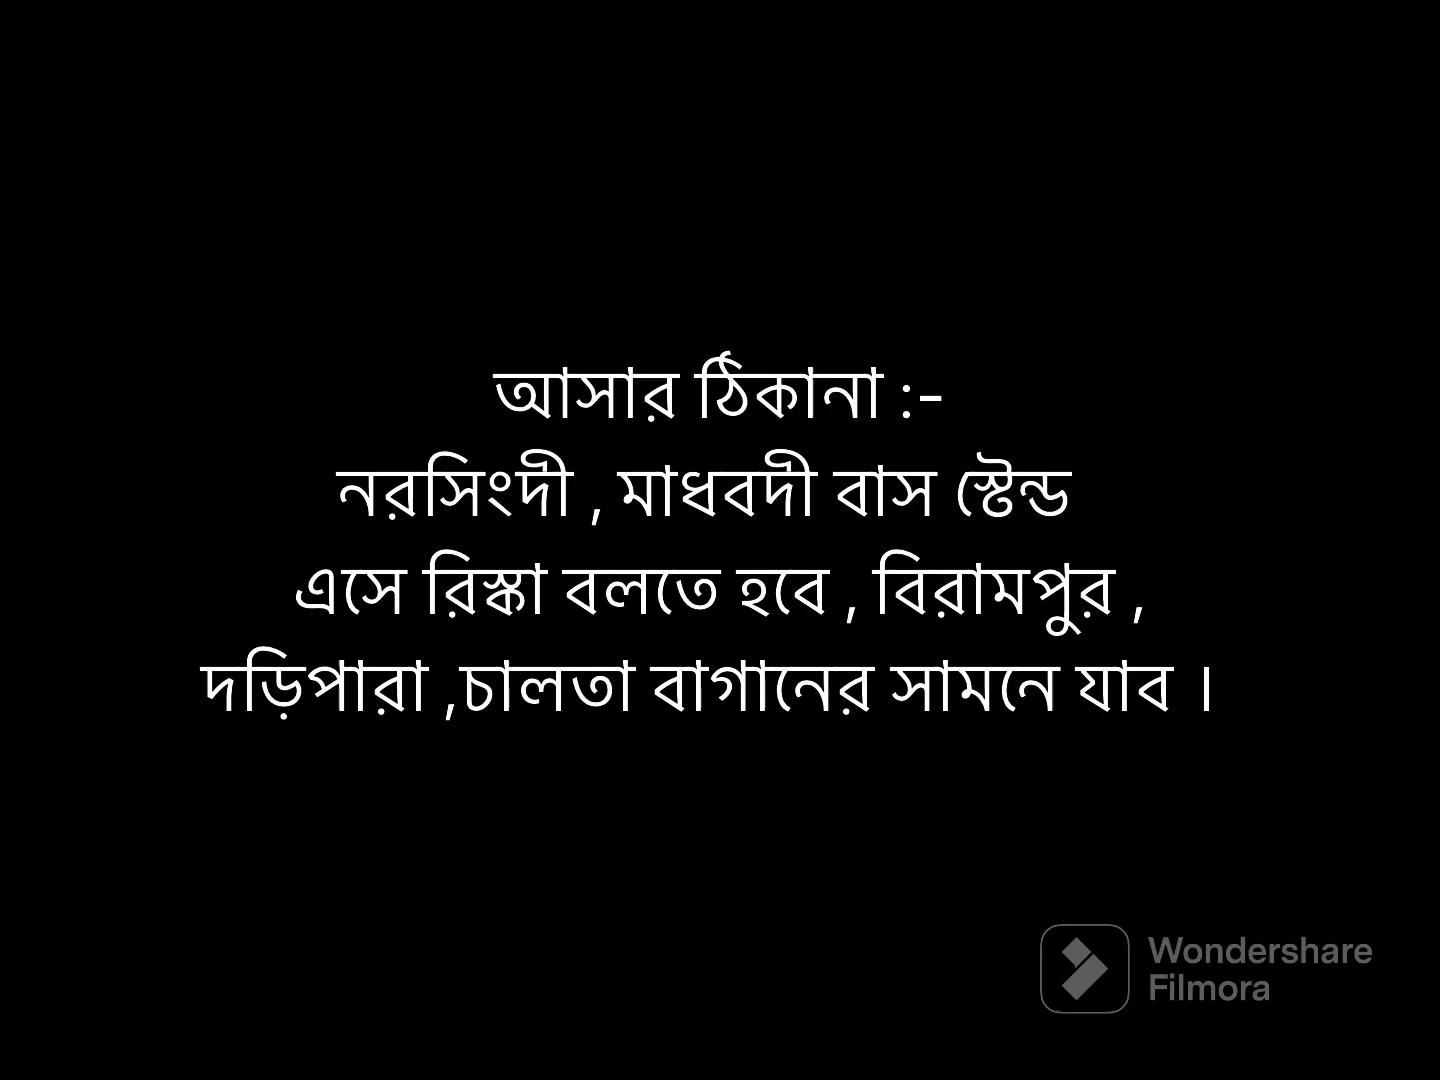 আসার ঠিকানা :-
নরসিংদী , মাধবদী বাস স্টেন্ড
এসে রিস্কা বলতে হবে , বিরামপুর ,
দড়িপারা ,চালতা বাগানের সামনে যাব ।
Wondershare
Filmora